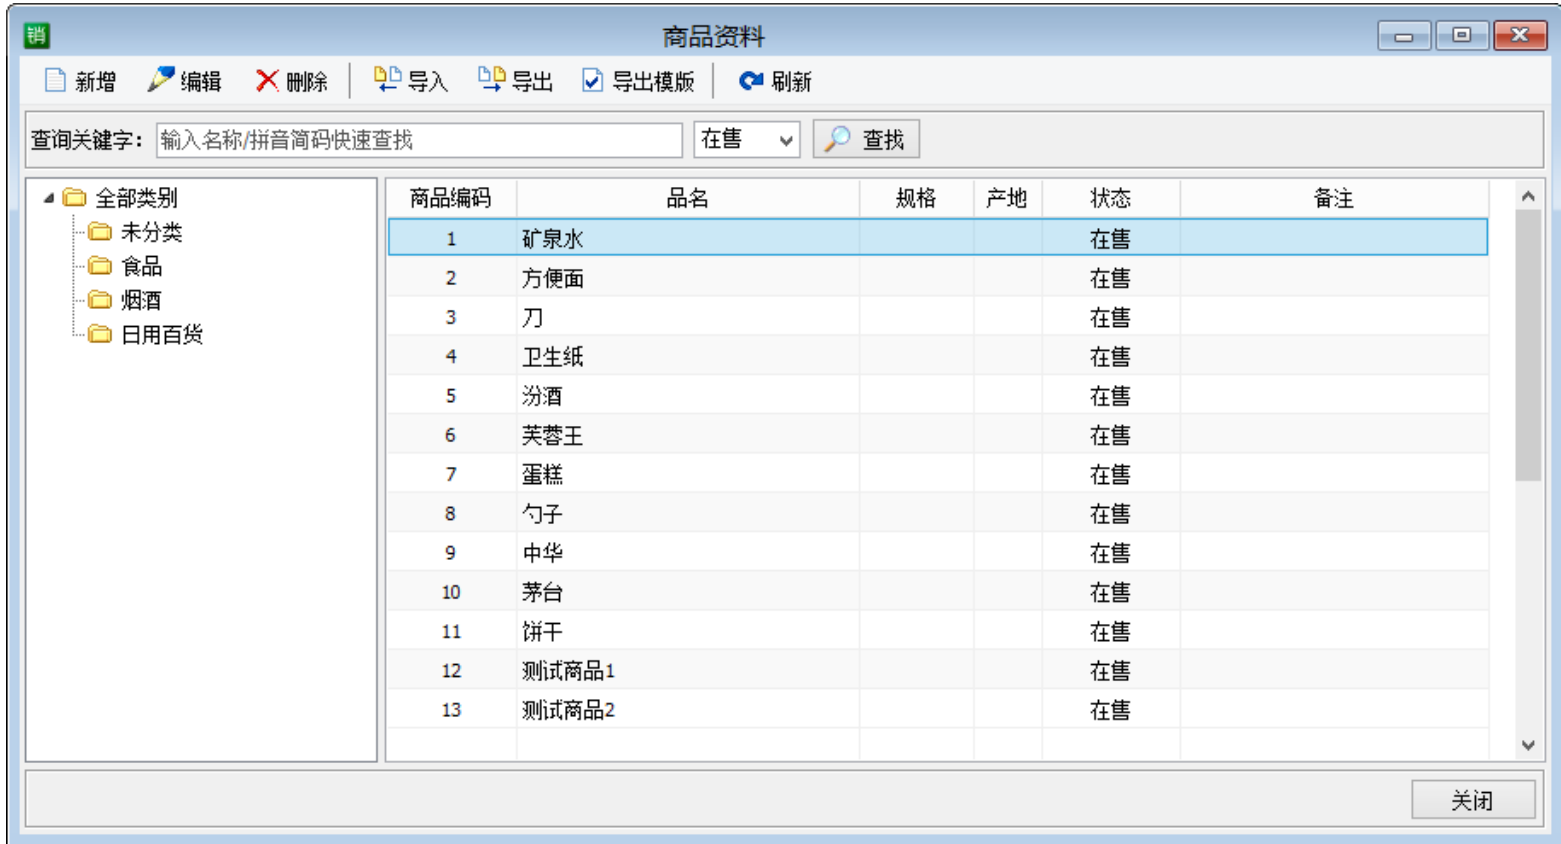 销 商品资料
新增 编辑 删除 导入 导出 导出模版 刷新
查询关键字: 输入名称/拼音简码快速查找 在售 查找
全部类别
未分类
食品
烟酒
日用百货
商品编码 品名 规格 产地 状态 备注
1 矿泉水 在售
2 方便面 在售
3 刀 在售
4 卫生纸 在售
5 汾酒 在售
6 芙蓉王 在售
7 蛋糕 在售
8 勺子 在售
9 中华 在售
10 茅台 在售
11 饼干 在售
12 测试商品1 在售
13 测试商品2 在售
关闭